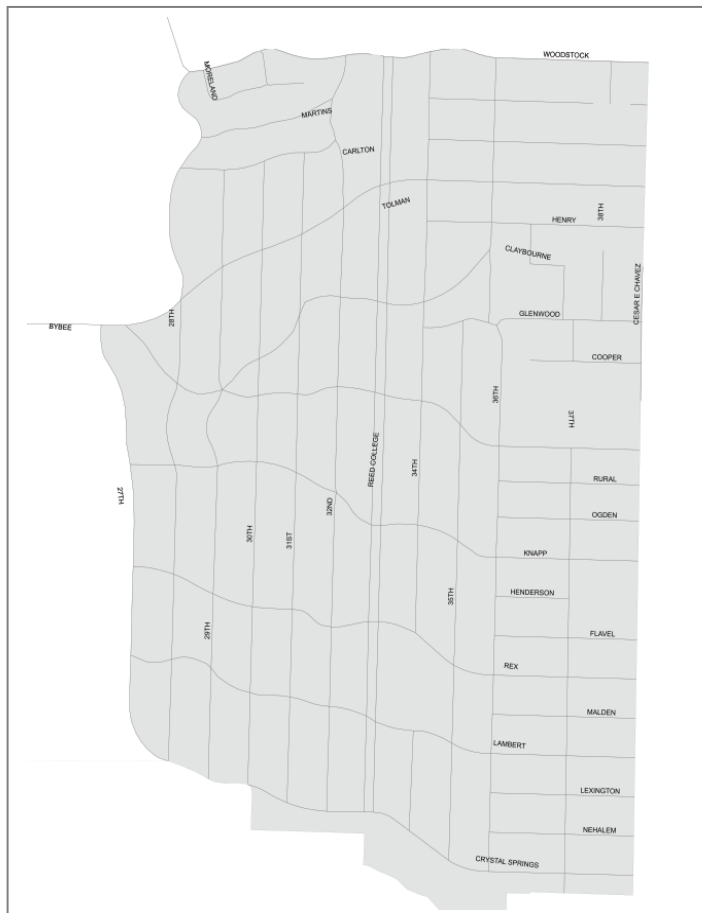 WOODSTOCK
MORELAND
MARTINS
CARLTON
TOLMAN
38TH
HENRY
CLAYBOURNE
CESAR E CHAVEZ
28TH
GLENWOOD
BYBEE
COOPER
36TH
37TH
REED COLLEGE
34TH
RURAL
27TH
32ND
OGDEN
30TH
31ST
KNAPP
35TH
HENDERSON
29TH
FLAVEL
REX
MALDEN
LAMBERT
LEXINGTON
NEHALEM
CRYSTAL SPRINGS